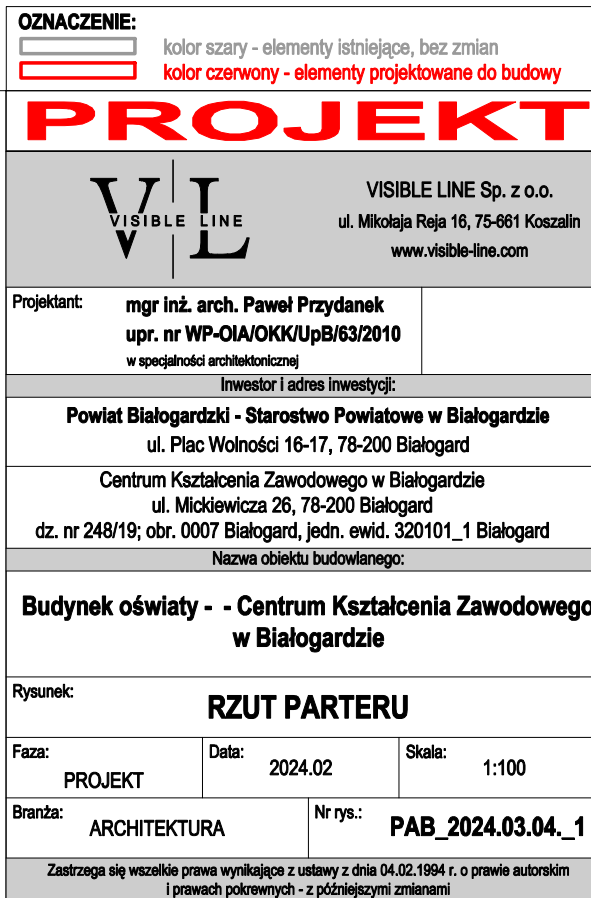 OZNACZENIE:
kolor szary - elementy istniejące, bez zmian
kolor czerwony - elementy projektowane do budowy
PROJEKT
VL
VISIBLE LINE
VISIBLE LINE Sp. z o.o.
ul. Mikołaja Reja 16, 75-661 Koszalin
www.visible-line.com
Projektant:
mgr inż. arch. Paweł Przydanek
upr. nr WP-OIA/OKK/UpB/63/2010
w specjalności architektonicznej
Inwestor i adres inwestycji:
Powiat Białogardzki - Starostwo Powiatowe w Białogardzie
ul. Plac Wolności 16-17, 78-200 Białogard
Centrum Kształcenia Zawodowego w Białogardzie
ul. Mickiewicza 26, 78-200 Białogard
dz. nr 248/19; obr. 0007 Białogard, jedn. ewid. 320101_1 Białogard
Nazwa obiektu budowlanego:
Budynek oświaty - - Centrum Kształcenia Zawodowego
w Białogardzie
Rysunek:
RZUT PARTERU
Faza:
PROJEKT
Data:
2024.02
Skala:
1:100
Branża:
ARCHITEKTURA
Nr rys.:
PAB_2024.03.04._1
Zastrzega się wszelkie prawa wynikające z ustawy z dnia 04.02.1994 r. o prawie autorskim
i prawach pokrewnych - z późniejszymi zmianami